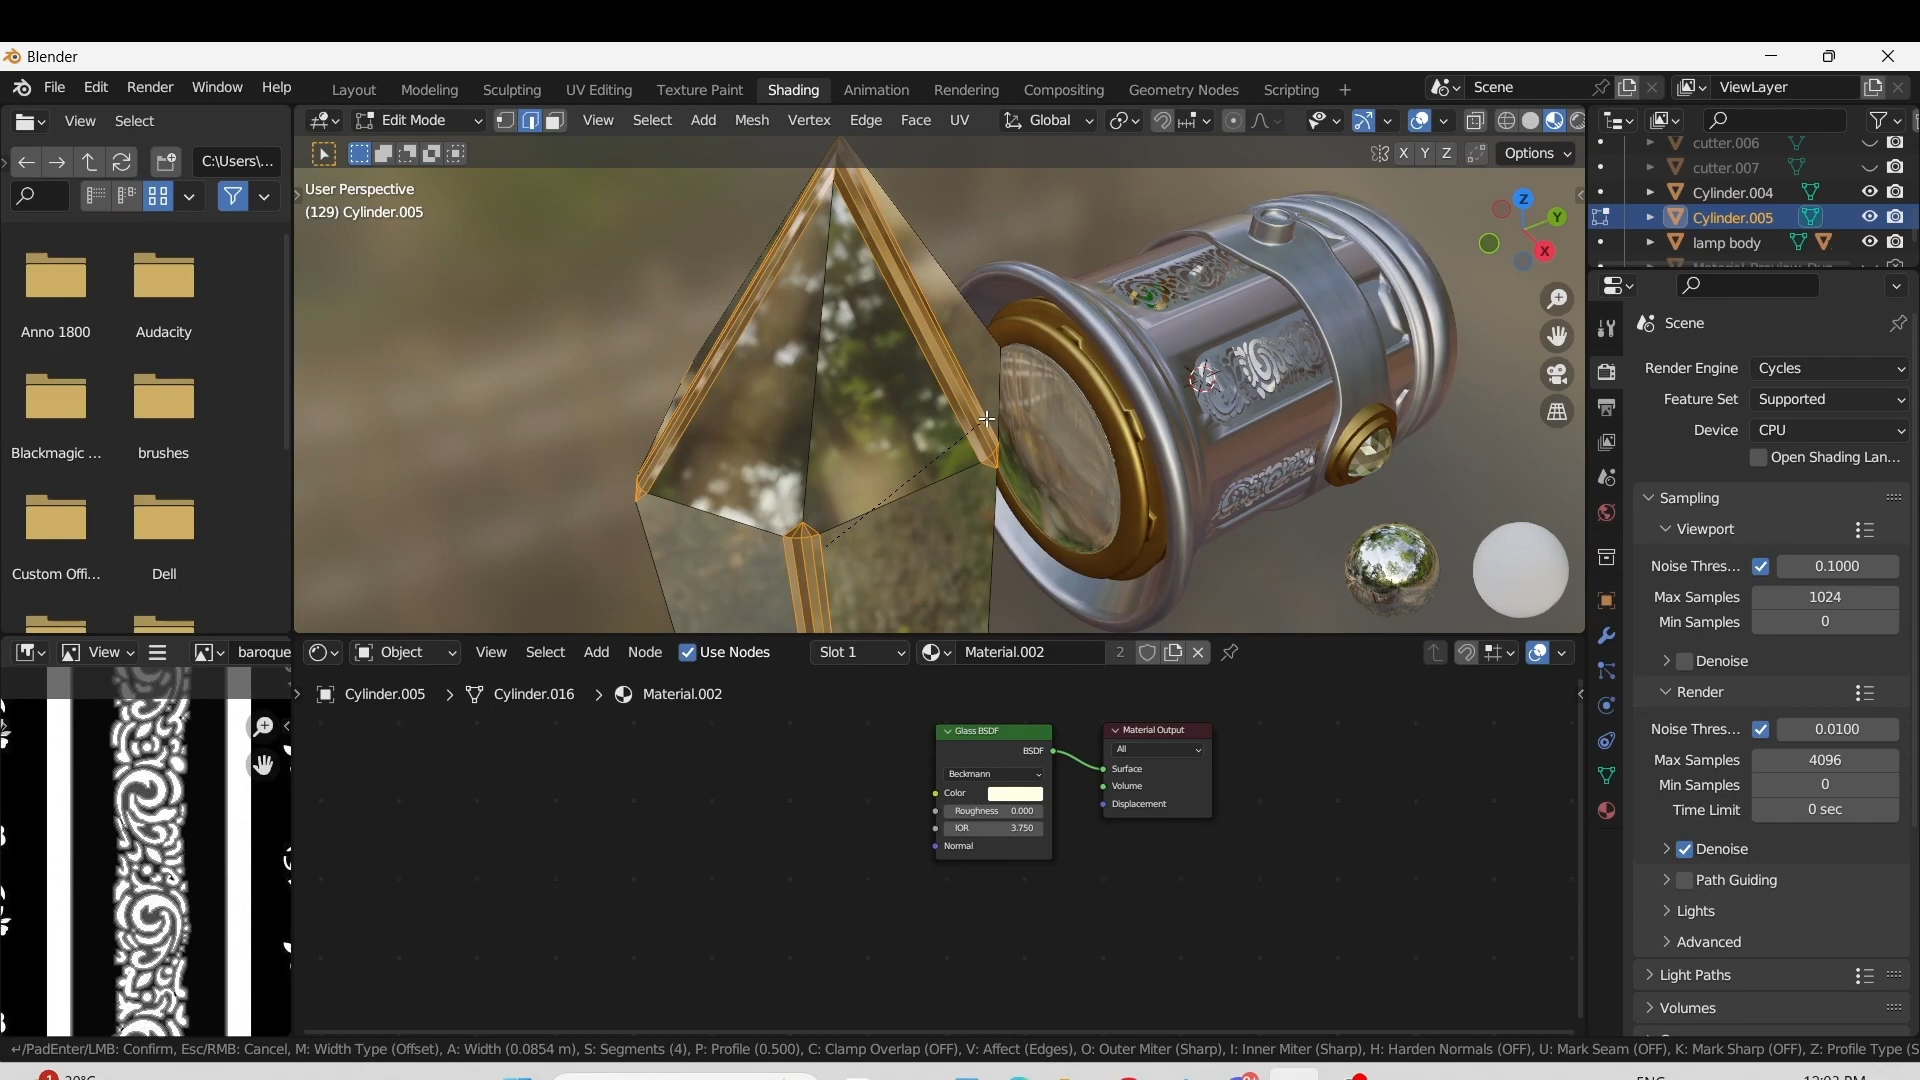 Blender
File Edit Render Window Help
Layout Modeling Sculpting UV Editing Texture Paint Shading Animation Rendering Compositing Geometry Nodes Scripting +
Scene
ViewLayer
View Select
Edit Mode View Select Add Mesh Vertex Edge Face UV Global
C:\Users\...
X Y Z Options
User Perspective
(129) Cylinder.005
Z
Y
X
cutter.006
cutter.007
Cylinder.004
Cylinder.005
lamp body
Anno 1800 Audacity
Blackmagic ... brushes
Custom Offi... Dell
Scene
Render Engine Cycles
Feature Set Supported
Device CPU
Open Shading Lan...
Sampling
Viewport
Noise Thres... 0.1000
Max Samples 1024
Min Samples 0
Denoise
Render
Noise Thres... 0.0100
Max Samples 4096
Min Samples 0
Time Limit 0 sec
Denoise
Path Guiding
Lights
Advanced
Light Paths
Volumes
View baroque
Object View Select Add Node Use Nodes Slot 1 Material.002 2
Cylinder.005 > Cylinder.016 > Material.002
Glass BSDF
BSDF
Beckmann
Color
Roughness 0.000
IOR 3.750
Normal
Material Output
All
Surface
Volume
Displacement
↵/PadEnter/LMB: Confirm, Esc/RMB: Cancel, M: Width Type (Offset), A: Width (0.0854 m), S: Segments (4), P: Profile (0.500), C: Clamp Overlap (OFF), V: Affect (Edges), O: Outer Miter (Sharp), I: Inner Miter (Sharp), H: Harden Normals (OFF), U: Mark Seam (OFF), K: Mark Sharp (OFF), Z: Profile Type (S